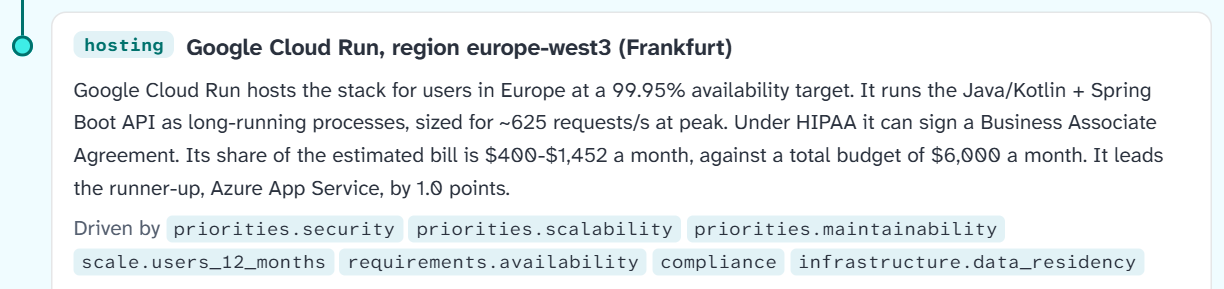 hosting Google Cloud Run, region europe-west3 (Frankfurt)
Google Cloud Run hosts the stack for users in Europe at a 99.95% availability target. It runs the Java/Kotlin + Spring
Boot API as long-running processes, sized for ~625 requests/s at peak. Under HIPAA it can sign a Business Associate
Agreement. Its share of the estimated bill is $400-$1,452 a month, against a total budget of $6,000 a month. It leads
the runner-up, Azure App Service, by 1.0 points.
Driven by priorities.security priorities.scalability priorities.maintainability
scale.users_12_months requirements.availability compliance infrastructure.data_residency